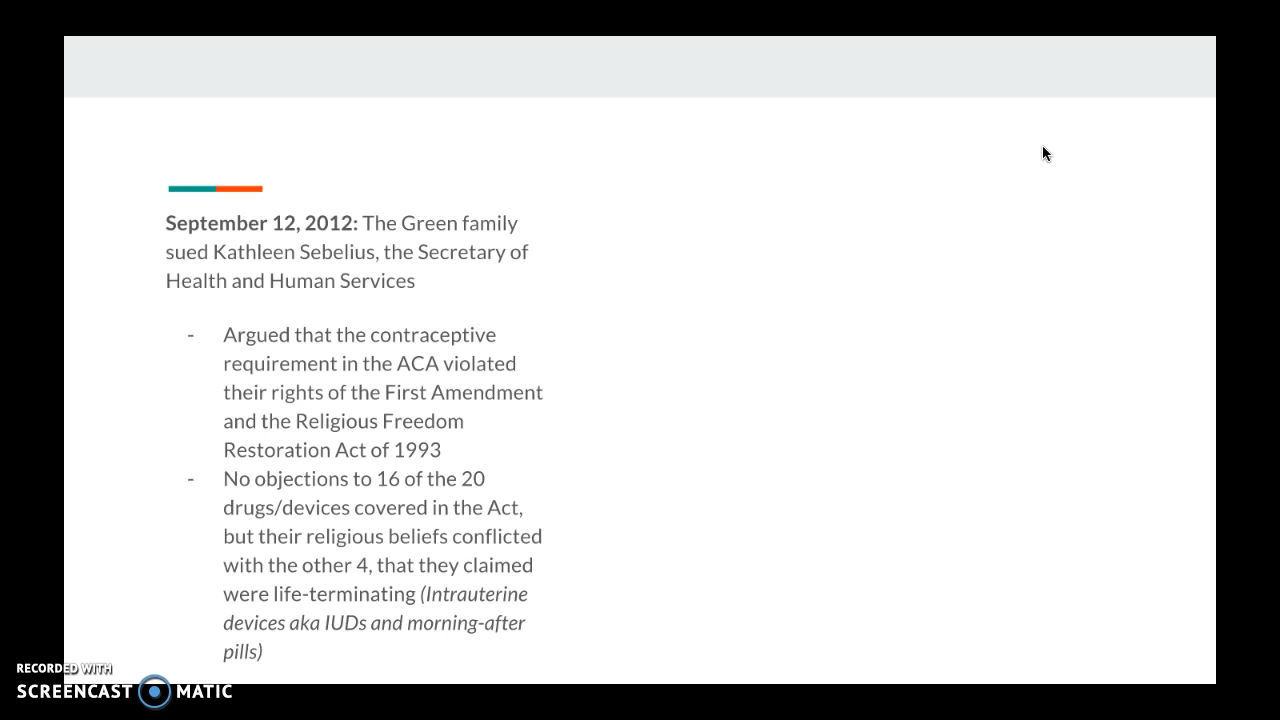 September 12, 2012: The Green family
sued Kathleen Sebelius, the Secretary of
Health and Human Services
- Argued that the contraceptive
requirement in the ACA violated
their rights of the First Amendment
and the Religious Freedom
Restoration Act of 1993
- No objections to 16 of the 20
drugs/devices covered in the Act,
but their religious beliefs conflicted
with the other 4, that they claimed
were life-terminating (Intrauterine
devices aka IUDs and morning-after
pills)
RECORDED WITH
SCREENCAST MATIC